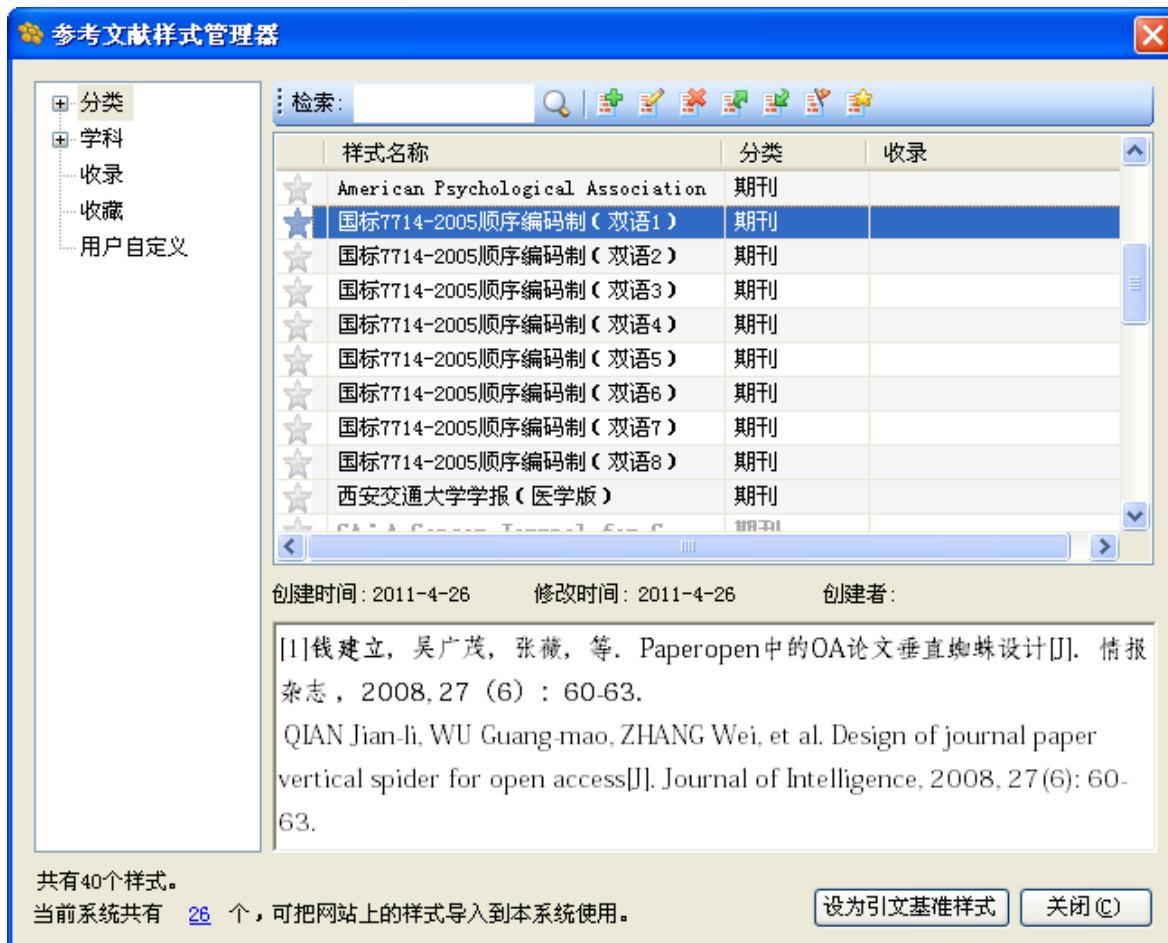 参考文献样式管理器
分类
学科
收录
收藏
用户自定义
检索:
样式名称 分类 收录
American Psychological Association 期刊
国标7714-2005顺序编码制(双语1) 期刊
国标7714-2005顺序编码制(双语2) 期刊
国标7714-2005顺序编码制(双语3) 期刊
国标7714-2005顺序编码制(双语4) 期刊
国标7714-2005顺序编码制(双语5) 期刊
国标7714-2005顺序编码制(双语6) 期刊
国标7714-2005顺序编码制(双语7) 期刊
国标7714-2005顺序编码制(双语8) 期刊
西安交通大学学报(医学版) 期刊
期刊
创建时间:2011-4-26 修改时间: 2011-4-26 创建者:
[1]钱建立, 吴广茂, 张薇, 等. Paperopen中的OA论文垂直蜘蛛设计[J]. 情报
杂志, 2008, 27 (6) : 60-63.
QIAN Jian-li, WU Guang-mao, ZHANG Wei, et al. Design of journal paper
vertical spider for open access[J]. Journal of Intelligence, 2008, 27(6): 60-
63.
共有40个样式。
当前系统共有 26 个,可把网站上的样式导入到本系统使用。
设为引文基准样式 关闭(C)